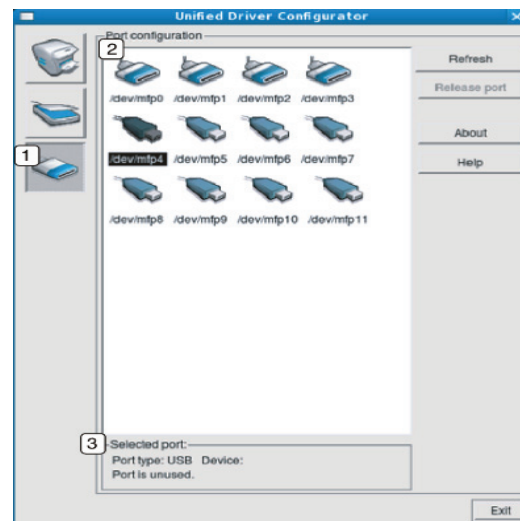 Unified Driver Configurator
Port configuration
2
/dev/mfp0 /dev/mfp1 /dev/mfp2 /dev/mfp3
/dev/mfp4 /dev/mfp5 /dev/mfp6 /dev/mfp7
/dev/mfp8 /dev/mfp9 /dev/mfp10 /dev/mfp11
Refresh
Release port
About
Help
1
3
Selected port:
Port type: USB Device:
Port is unused.
Exit